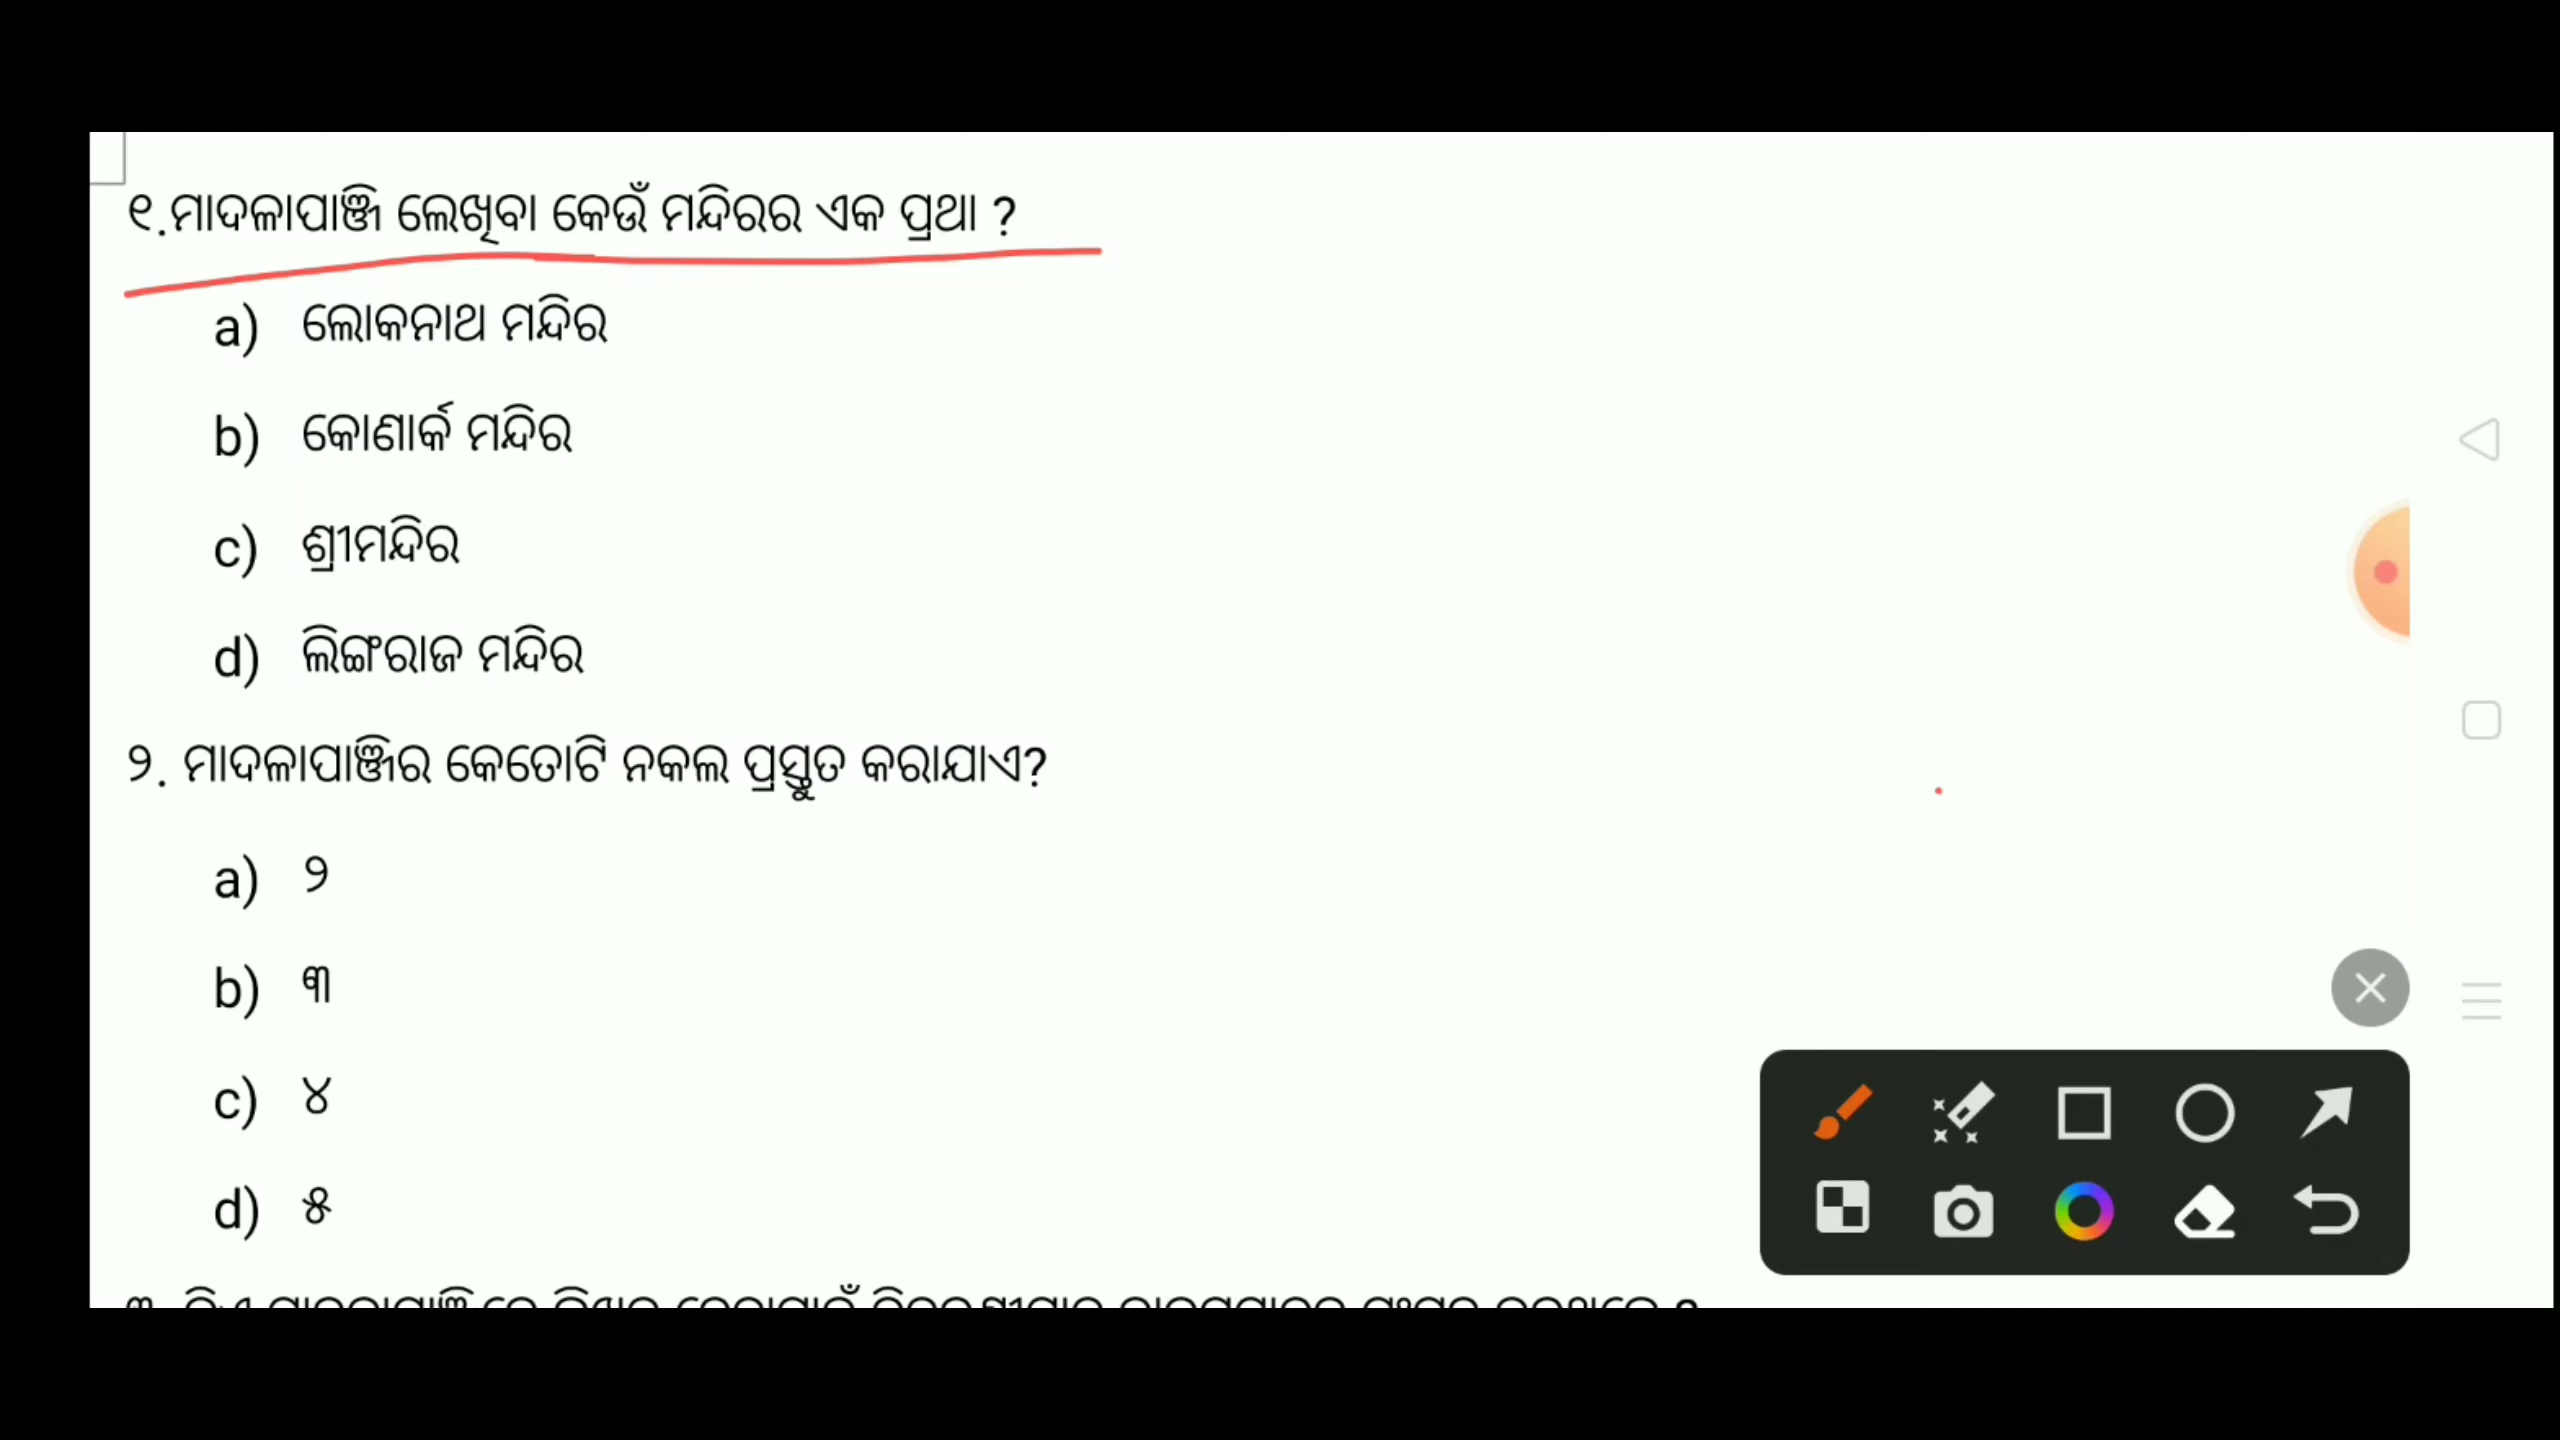 ୧.ମାଦଳାପାଞ୍ଜି ଲେଖିବା କେଉଁ ମନ୍ଦିରର ଏକ ପ୍ରଥା ?
a) ଲୋକନାଥ ମନ୍ଦିର
b) କୋଣାର୍କ ମନ୍ଦିର
c) ଶ୍ରୀମନ୍ଦିର
d) ଲିଙ୍ଗରାଜ ମନ୍ଦିର
୨. ମାଦଳାପାଞ୍ଜିର କେତୋଟି ନକଲ ପ୍ରସ୍ତୁତ କରାଯାଏ?
a) ୨
b) ୩
c) ୪
d) ୫